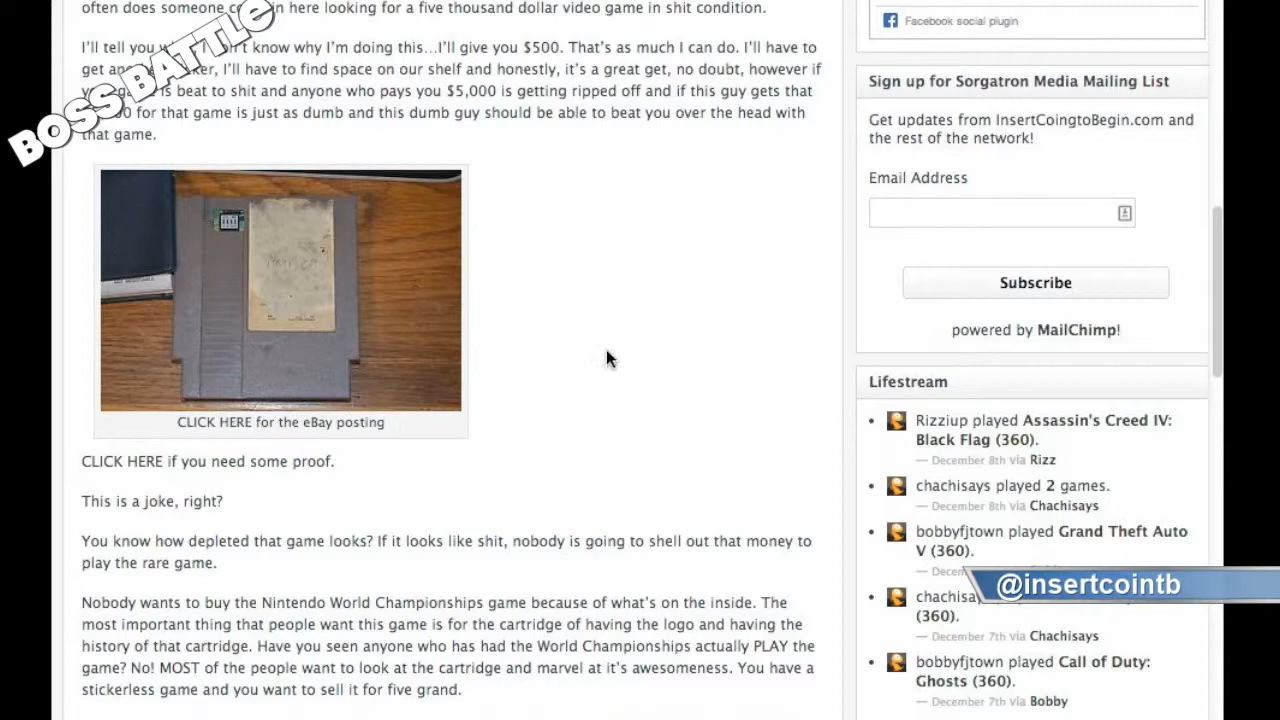 often does someone in here looking for a five thousand dollar video game in shit condition.
I'll tell you know why I'm doing this...I'll give you $500. That's as much I can do. I'll have to
get an I'll have to find space on our shelf and honestly, it's a great get, no doubt, however if
is beat to shit and anyone who pays you $5,000 is getting ripped off and if this guy gets that
for that game is just as dumb and this dumb guy should be able to beat you over the head with
that game.
BOSS BATTLE
CLICK HERE for the eBay posting
CLICK HERE if you need some proof.
This is a joke, right?
You know how depleted that game looks? If it looks like shit, nobody is going to shell out that money to
play the rare game.
Nobody wants to buy the Nintendo World Championships game because of what's on the inside. The
most important thing that people want this game is for the cartridge of having the logo and having the
history of that cartridge. Have you seen anyone who has had the World Championships actually PLAY the
game? No! MOST of the people want to look at the cartridge and marvel at it's awesomeness. You have a
stickerless game and you want to sell it for five grand.
Facebook social plugin
Sign up for Sorgatron Media Mailing List
Get updates from InsertCoingtoBegin.com and
the rest of the network!
Email Address
Subscribe
powered by MailChimp!
Lifestream
Rizziup played Assassin's Creed IV:
Black Flag (360).
— December 8th via Rizz
chachisays played 2 games.
— December 8th via Chachisays
bobbyfjtown played Grand Theft Auto
V (360).
@insertcointb
(360).
— December 7th via Chachisays
bobbyfjtown played Call of Duty:
Ghosts (360).
— December 7th via Bobby